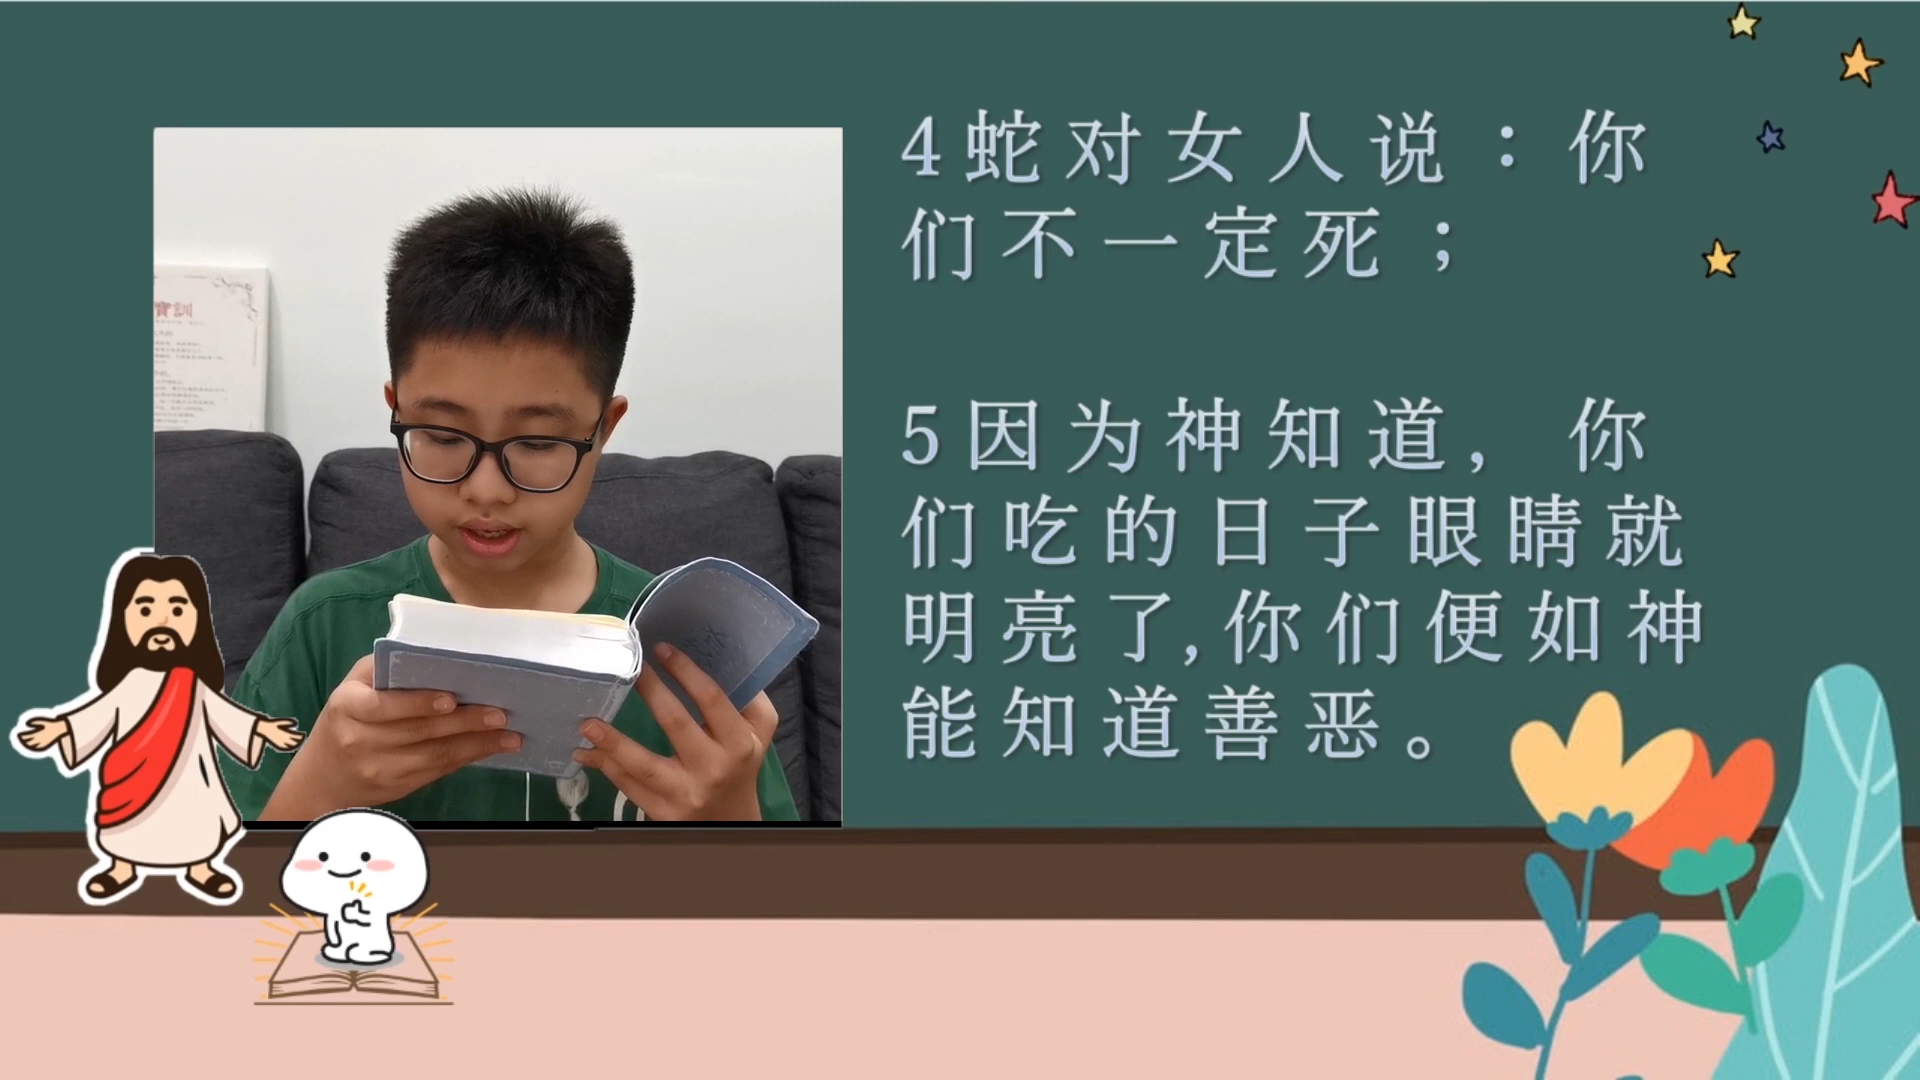 4蛇对女人说：你
们不一定死；
5因为神知道，你
们吃的日子眼睛就
明亮了,你们便如神
能知道善恶。
寶訓